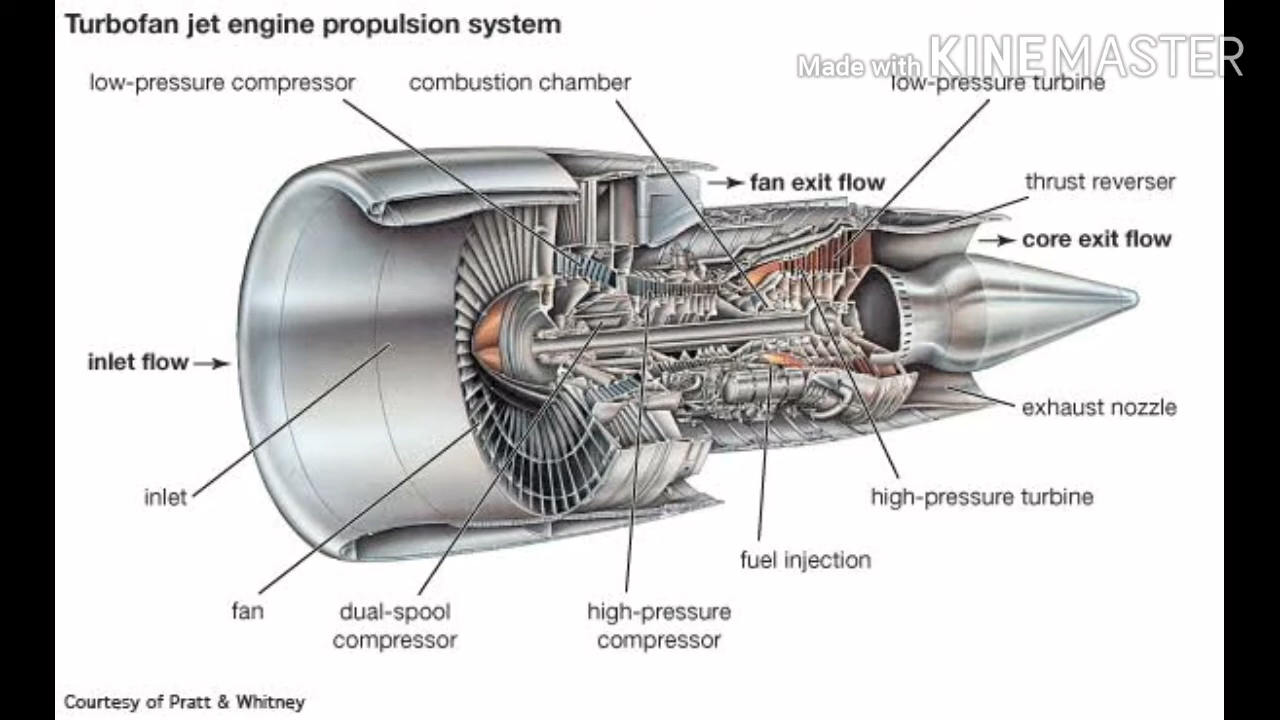 Turbofan jet engine propulsion system
Made with KINEMASTER
low-pressure compressor
combustion chamber
low-pressure turbine
fan exit flow
thrust reverser
core exit flow
inlet flow
exhaust nozzle
inlet
high-pressure turbine
fuel injection
fan
dual-spool
compressor
high-pressure
compressor
Courtesy of Pratt & Whitney